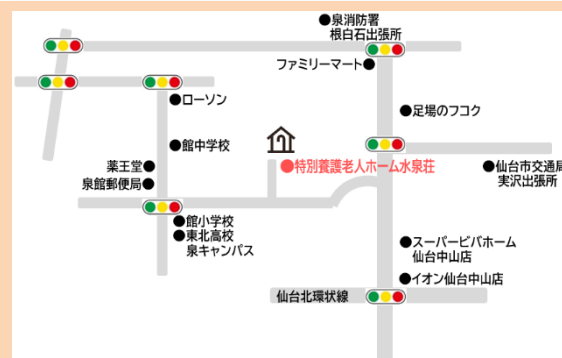 ●泉消防署
根白石出張所
ファミリーマート●
●ローソン
●足場のフコク
●館中学校
薬王堂●
泉館郵便局●
●特別養護老人ホーム水泉荘
●仙台市交通局
実沢出張所
●館小学校
●東北高校
泉キャンパス
●スーパービバホーム
仙台中山店
●イオン仙台中山店
仙台北環状線